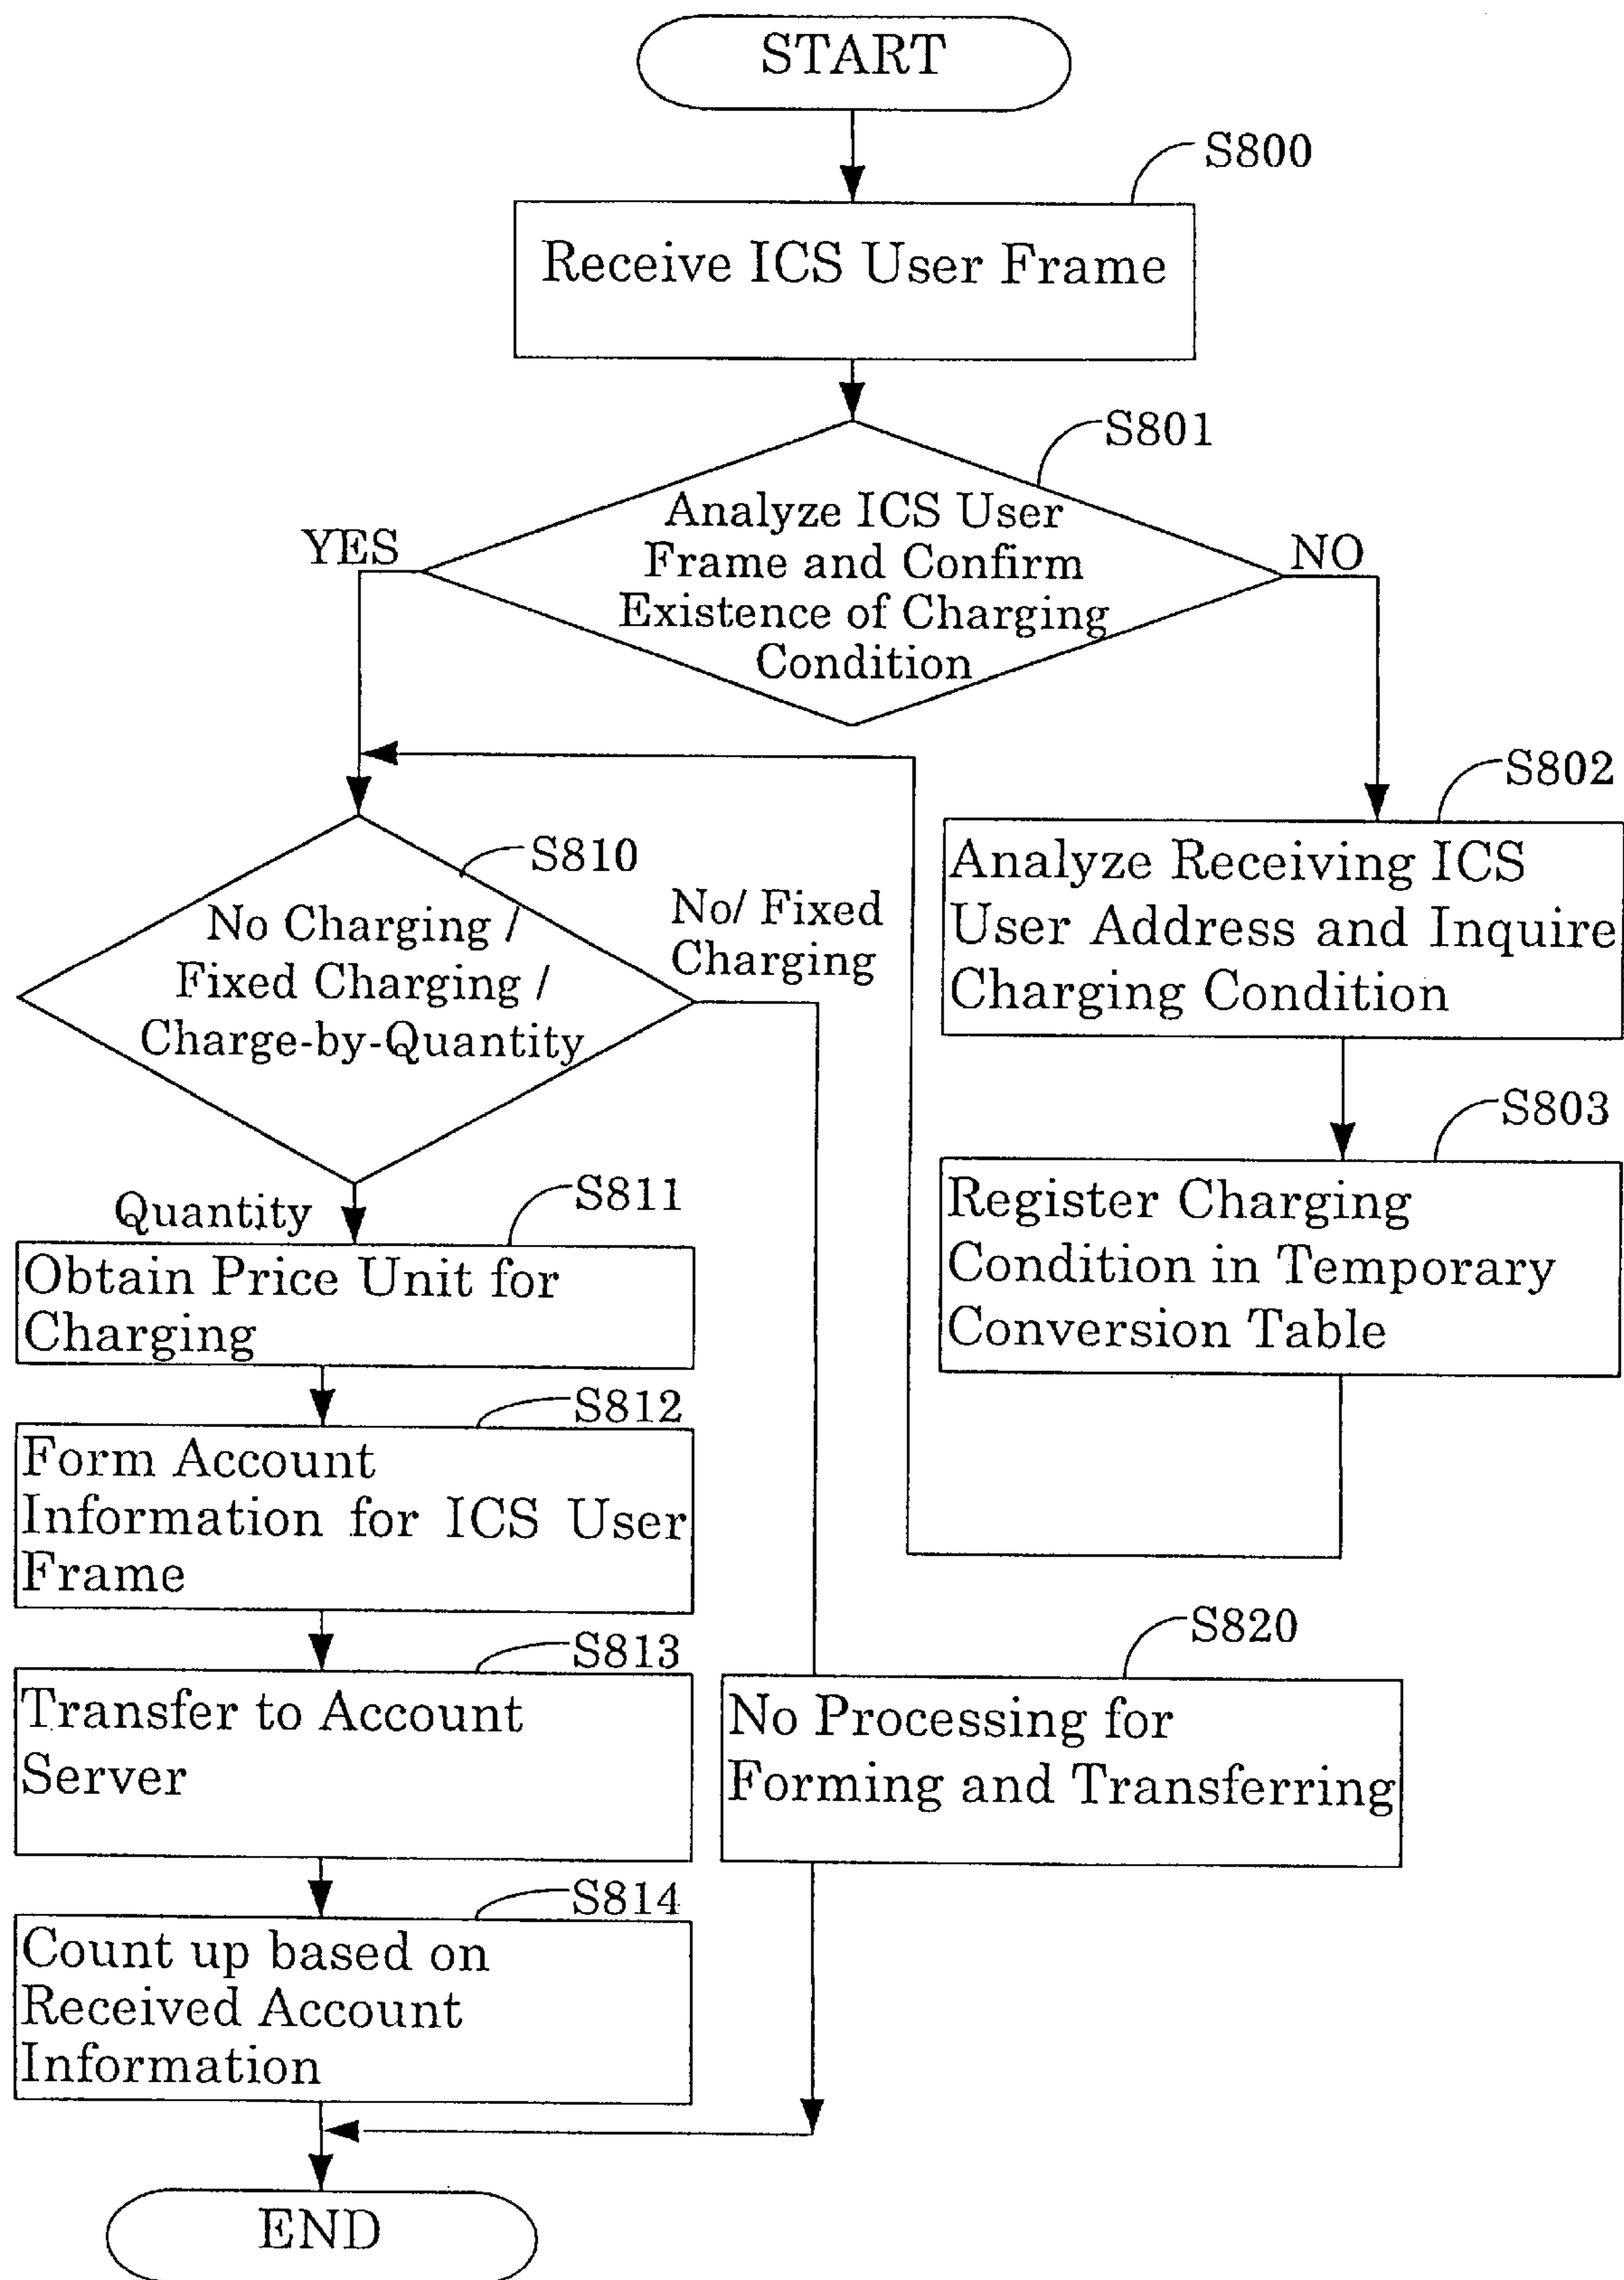 START
S800
Receive ICS User Frame
S801
Analyze ICS User
Frame and Confirm
Existence of Charging
Condition
YES
NO
S802
Analyze Receiving ICS
User Address and Inquire
Charging Condition
S810
No Charging /
Fixed Charging /
Charge-by-Quantity
No/ Fixed
Charging
S803
Register Charging
Condition in Temporary
Conversion Table
Quantity
S811
Obtain Price Unit for
Charging
S812
Form Account
Information for ICS User
Frame
S813
Transfer to Account
Server
S820
No Processing for
Forming and Transferring
S814
Count up based on
Received Account
Information
END